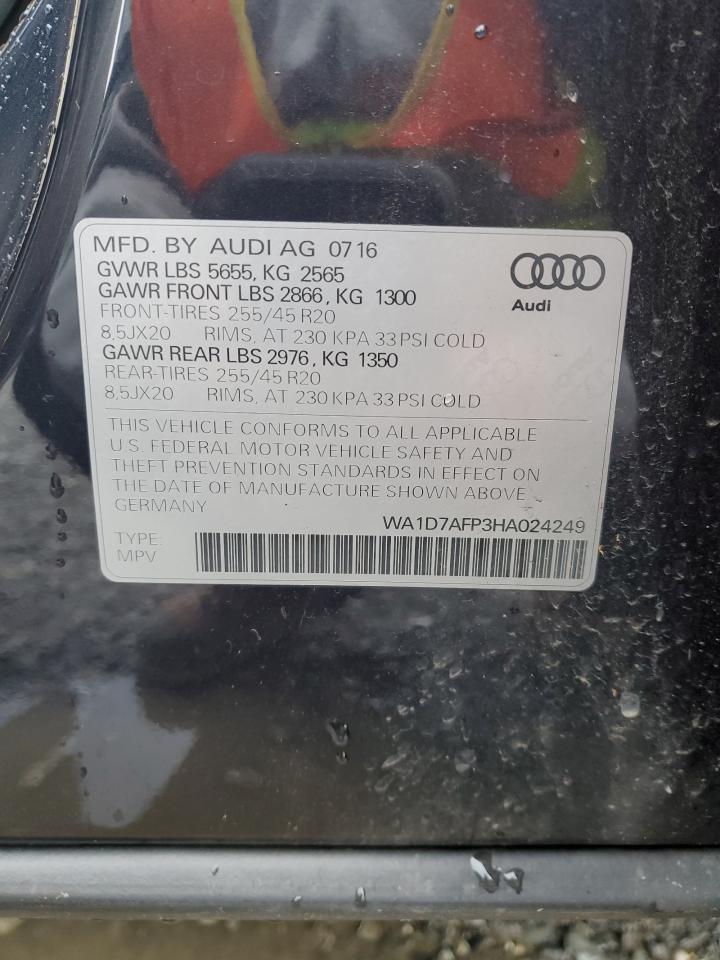 MFD. BY AUDI AG 07 16
GVWR LBS 5655, KG 2565
GAWR FRONT LBS 2866, KG 1300
FRONT-TIRES 255/45 R20
8,5JX20 RIMS, AT 230 KPA 33 PSI COLD
GAWR REAR LBS 2976, KG 1350
REAR-TIRES 255/45 R20
8,5JX20 RIMS, AT 230 KPA 33 PSI COLD
Audi
THIS VEHICLE CONFORMS TO ALL APPLICABLE
U.S. FEDERAL MOTOR VEHICLE SAFETY AND
THEFT PREVENTION STANDARDS IN EFFECT ON
THE DATE OF MANUFACTURE SHOWN ABOVE.
GERMANY
WA1D7AFP3HA024249
TYPE:
MPV